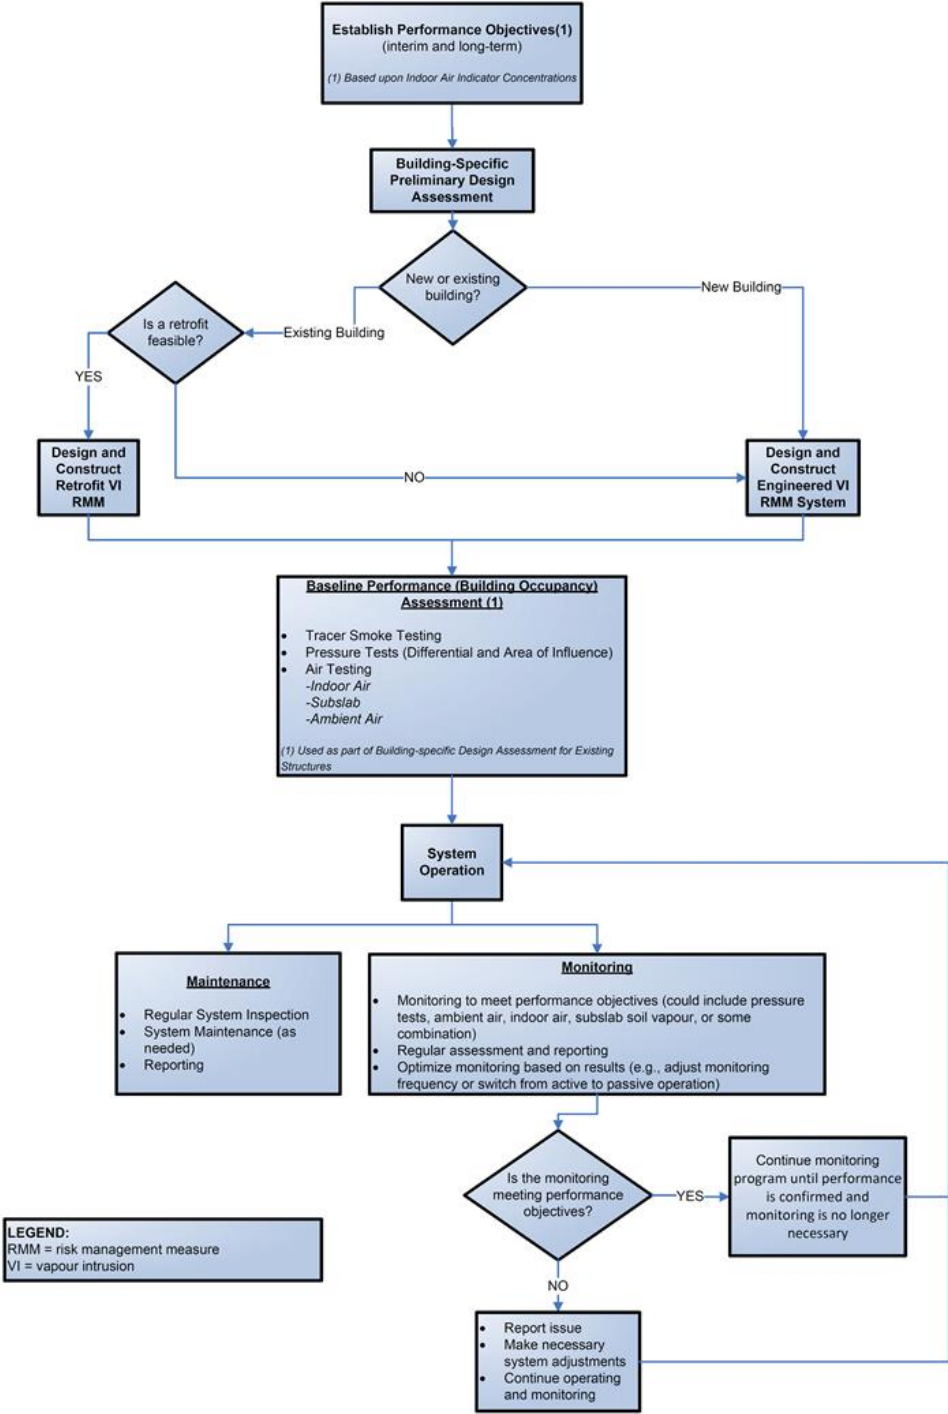 Establish Performance Objectives(1)
(interim and long-term)
(1) Based upon Indoor Air Indicator Concentrations
Building-Specific
Preliminary Design
Assessment
New or existing
building?
New Building
Is a retrofit
feasible?
Existing Building
YES
Design and
Construct
Retrofit VI
RMM
NO
Design and
Construct
Engineered VI
RMM System
Baseline Performance (Building Occupancy)
Assessment (1)
• Tracer Smoke Testing
• Pressure Tests (Differential and Area of Influence)
• Air Testing
-Indoor Air
-Subslab
-Ambient Air
(1) Used as part of Building-specific Design Assessment for Existing
Structures
System
Operation
Maintenance
• Regular System Inspection
• System Maintenance (as
needed)
• Reporting
Monitoring
• Monitoring to meet performance objectives (could include pressure
tests, ambient air, indoor air, subslab soil vapour, or some
combination)
• Regular assessment and reporting
• Optimize monitoring based on results (e.g., adjust monitoring
frequency or switch from active to passive operation)
Is the monitoring
meeting performance
objectives?
YES
Continue monitoring
program until performance
is confirmed and
monitoring is no longer
necessary
LEGEND:
RMM = risk management measure
VI = vapour intrusion
NO
• Report issue
• Make necessary
system adjustments
• Continue operating
and monitoring